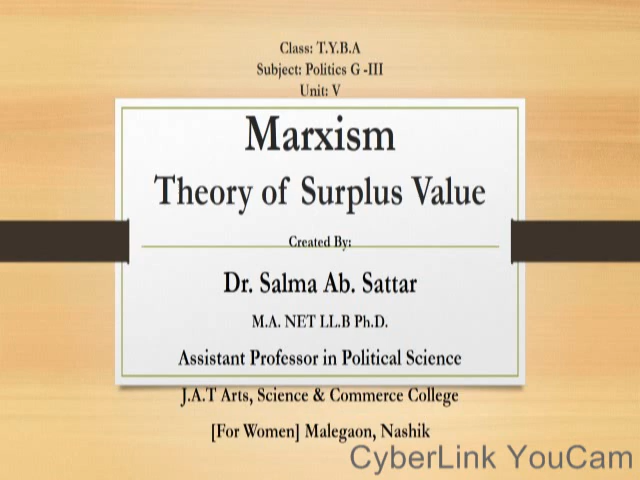 Class: T.Y.B.A
Subject: Politics G -III
Unit: V
Marxism
Theory of Surplus Value
Created By:
Dr. Salma Ab. Sattar
M.A. NET LL.B Ph.D.
Assistant Professor in Political Science
J.A.T Arts, Science & Commerce College
[For Women] Malegaon, Nashik
CyberLink YouCam